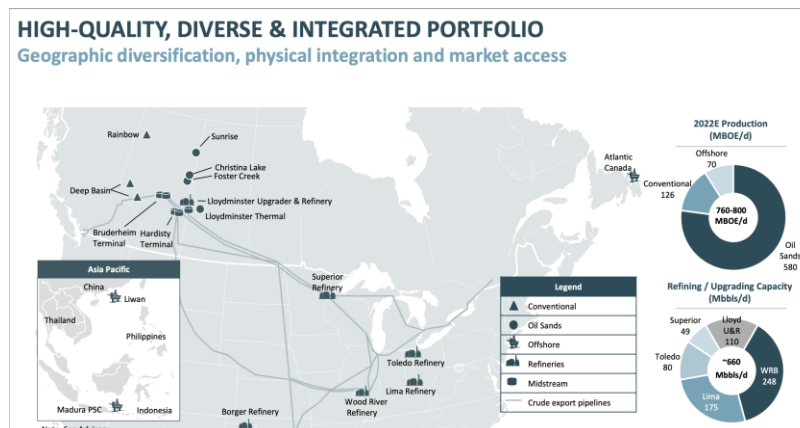 HIGH-QUALITY, DIVERSE & INTEGRATED PORTFOLIO
Geographic diversification, physical integration and market access
Rainbow
Sunrise
Christina Lake
Foster Creek
Deep Basin
Lloydminster Upgrader & Refinery
Lloydminster Thermal
Bruderheim
Terminal
Hardisty
Terminal
Atlantic
Canada
Superior
Refinery
Toledo Refinery
Lima Refinery
Wood River
Refinery
Borger Refinery
Asia Pacific
China
Liwan
Thailand
Philippines
Madura PSC
Indonesia
Legend
Conventional
Oil Sands
Offshore
Refineries
Midstream
Crude export pipelines
2022E Production
(MBOE/d)
Offshore
70
Conventional
126
760-800
MBOE/d
Oil
Sands
580
Refining / Upgrading Capacity
(Mbbls/d)
Superior
49
Lloyd
U&R
110
Toledo
80
~660
Mbbls/d
WRB
248
Lima
175